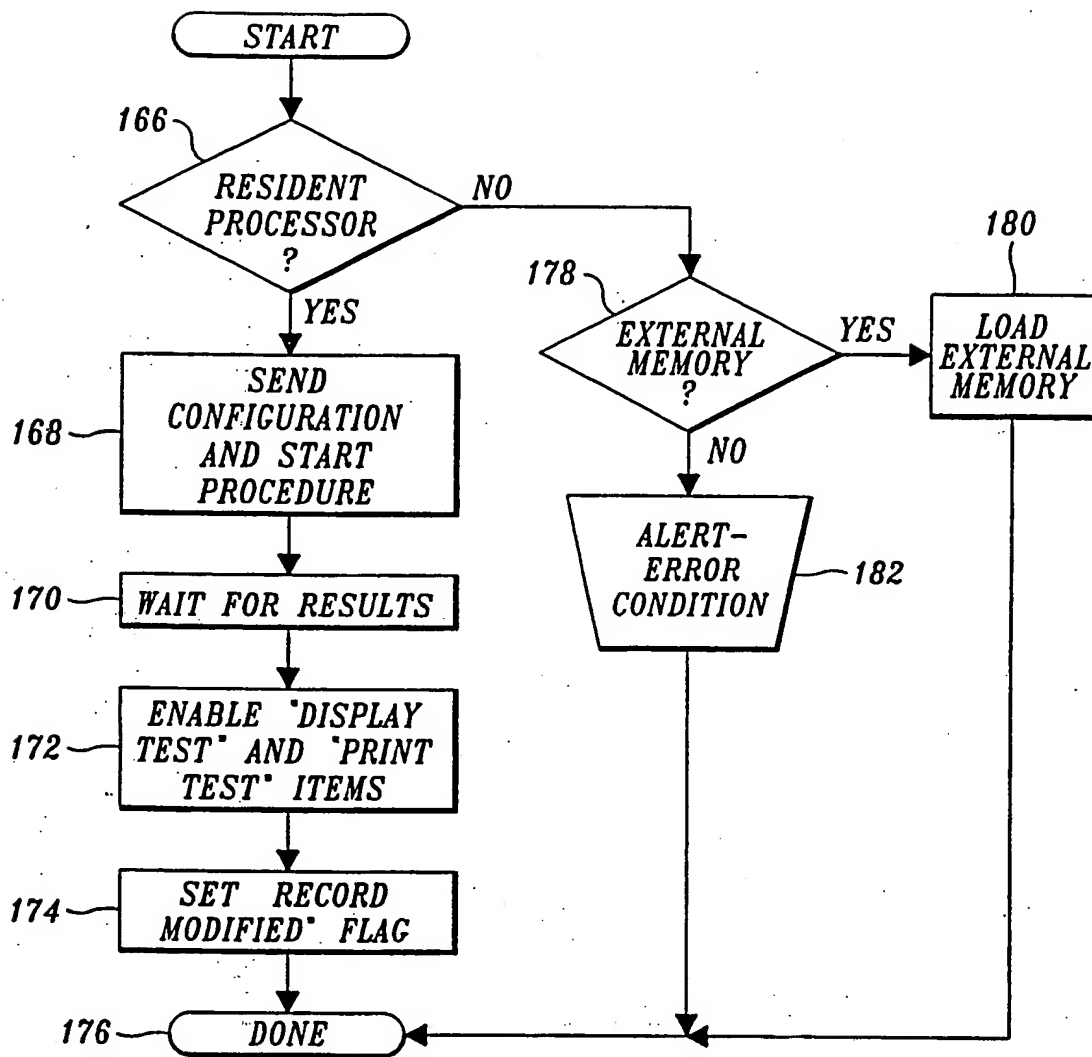 START
166
RESIDENT
PROCESSOR
?
NO
YES
168
SEND
CONFIGURATION
AND START
PROCEDURE
170
WAIT FOR RESULTS
172
ENABLE "DISPLAY
TEST" AND "PRINT
TEST" ITEMS
174
SET RECORD
MODIFIED" FLAG
176
DONE
178
EXTERNAL
MEMORY
?
YES
NO
180
LOAD
EXTERNAL
MEMORY
ALERT-
ERROR
CONDITION
182